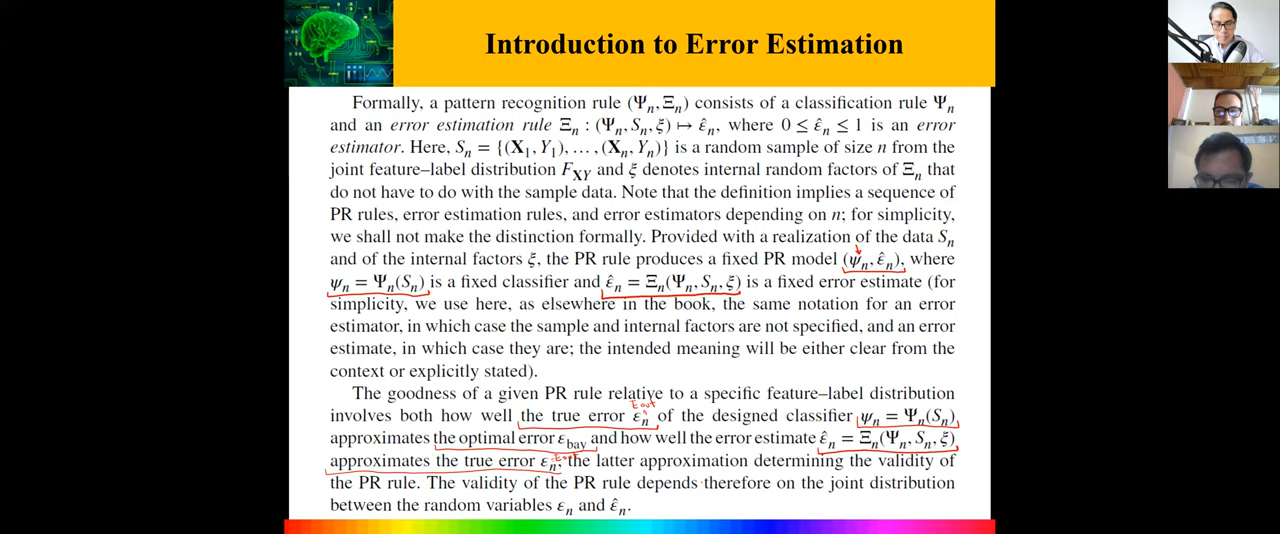 Introduction to Error Estimation
Formally, a pattern recognition rule (Ψn, Ξn) consists of a classification rule Ψn
and an error estimation rule Ξn : (Ψn, Sn, ξ) ↦ ε̂n, where 0 ≤ ε̂n ≤ 1 is an error
estimator. Here, Sn = {(X1, Y1), … , (Xn, Yn)} is a random sample of size n from the
joint feature–label distribution FXY and ξ denotes internal random factors of Ξn that
do not have to do with the sample data. Note that the definition implies a sequence of
PR rules, error estimation rules, and error estimators depending on n; for simplicity,
we shall not make the distinction formally. Provided with a realization of the data Sn
and of the internal factors ξ, the PR rule produces a fixed PR model (ψn, ε̂n), where
ψn = Ψn(Sn) is a fixed classifier and ε̂n = Ξn(Ψn, Sn, ξ) is a fixed error estimate (for
simplicity, we use here, as elsewhere in the book, the same notation for an error
estimator, in which case the sample and internal factors are not specified, and an error
estimate, in which case they are; the intended meaning will be either clear from the
context or explicitly stated).
The goodness of a given PR rule relative to a specific feature–label distribution
Eout
involves both how well the true error εn of the designed classifier ψn = Ψn(Sn)
approximates the optimal error εbay and how well the error estimate ε̂n = Ξn(Ψn, Sn, ξ)
approximates the true error εn, the latter approximation determining the validity of
the PR rule. The validity of the PR rule depends therefore on the joint distribution
between the random variables εn and ε̂n.